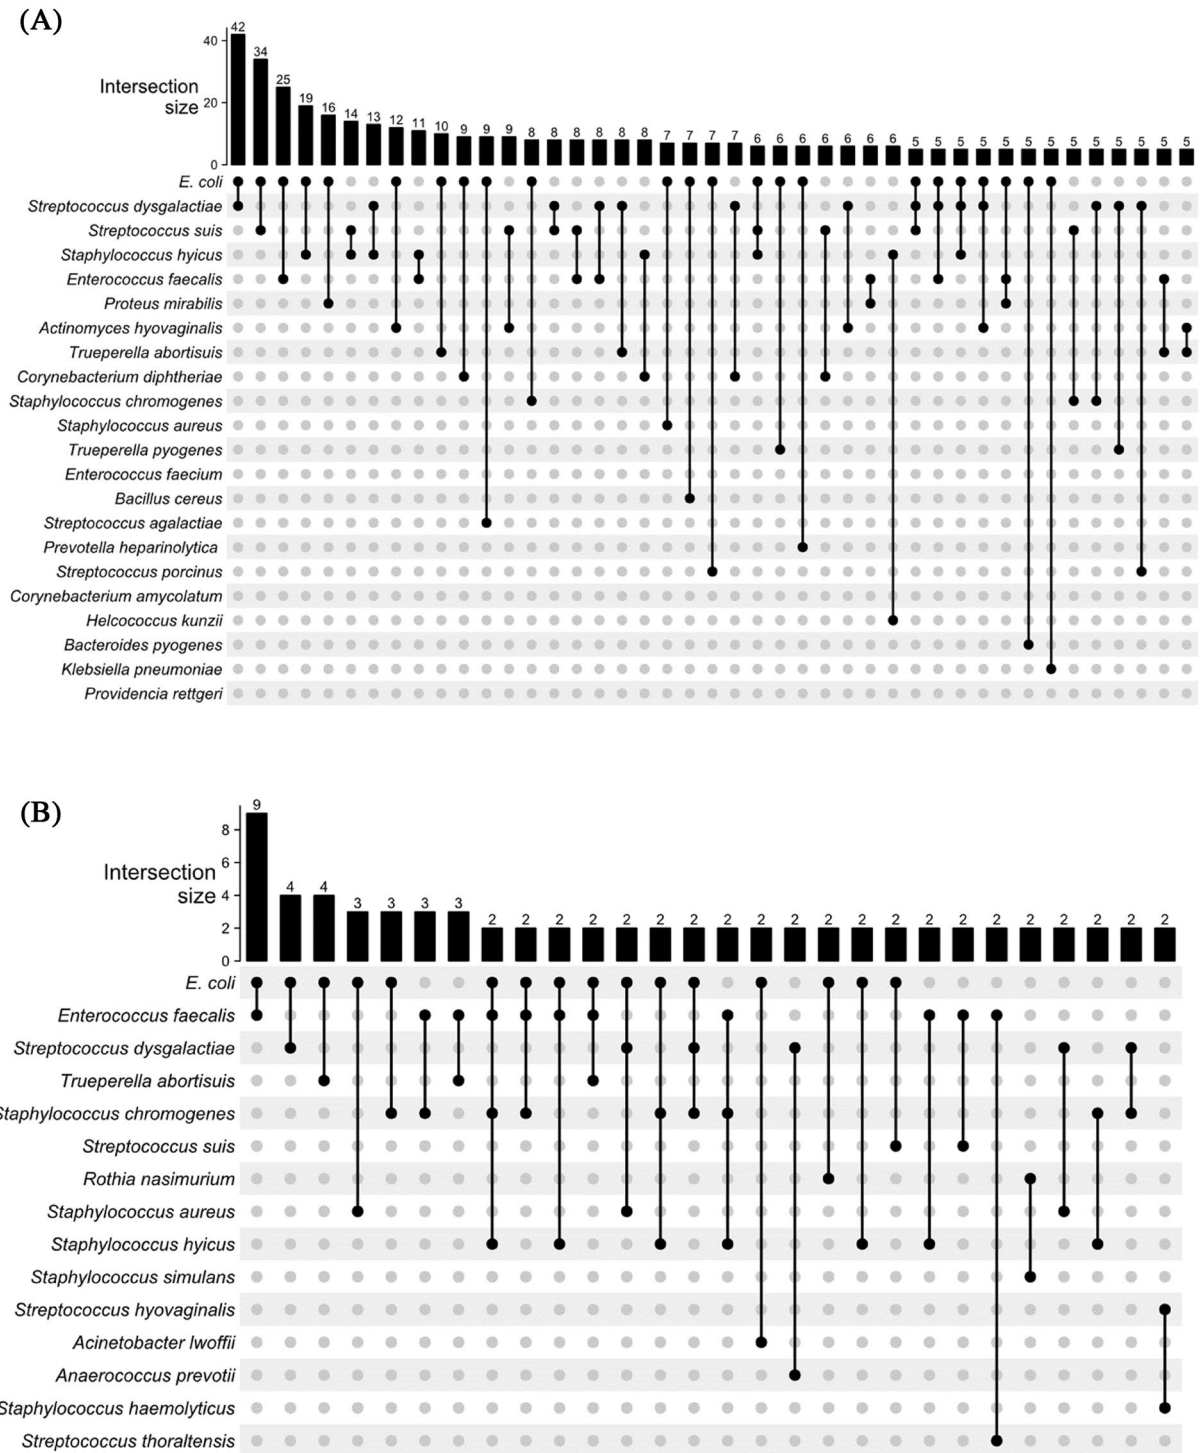 (A)
42 34 25 19 16 14 13 12 11 10 9 9 9 8 8 8 8 8 8 7 7 7 7 6 6 6 6 6 6 6 5 5 5 5 5 5 5 5 5 5 5 5 5
40
Intersection
size
20
0
E. coli
Streptococcus dysgalactiae
Streptococcus suis
Staphylococcus hyicus
Enterococcus faecalis
Proteus mirabilis
Actinomyces hyovaginalis
Trueperella abortisuis
Corynebacterium diphtheriae
Staphylococcus chromogenes
Staphylococcus aureus
Trueperella pyogenes
Enterococcus faecium
Bacillus cereus
Streptococcus agalactiae
Prevotella heparinolytica
Streptococcus porcinus
Corynebacterium amycolatum
Helcococcus kunzii
Bacteroides pyogenes
Klebsiella pneumoniae
Providencia rettgeri
(B)
9 4 4 3 3 3 3 2 2 2 2 2 2 2 2 2 2 2 2 2 2 2 2 2 2 2 2 2
8
6
Intersection
size
4
2
0
E. coli
Enterococcus faecalis
Streptococcus dysgalactiae
Trueperella abortisuis
Staphylococcus chromogenes
Streptococcus suis
Rothia nasimurium
Staphylococcus aureus
Staphylococcus hyicus
Staphylococcus simulans
Streptococcus hyovaginalis
Acinetobacter lwoffii
Anaerococcus prevotii
Staphylococcus haemolyticus
Streptococcus thoraltensis